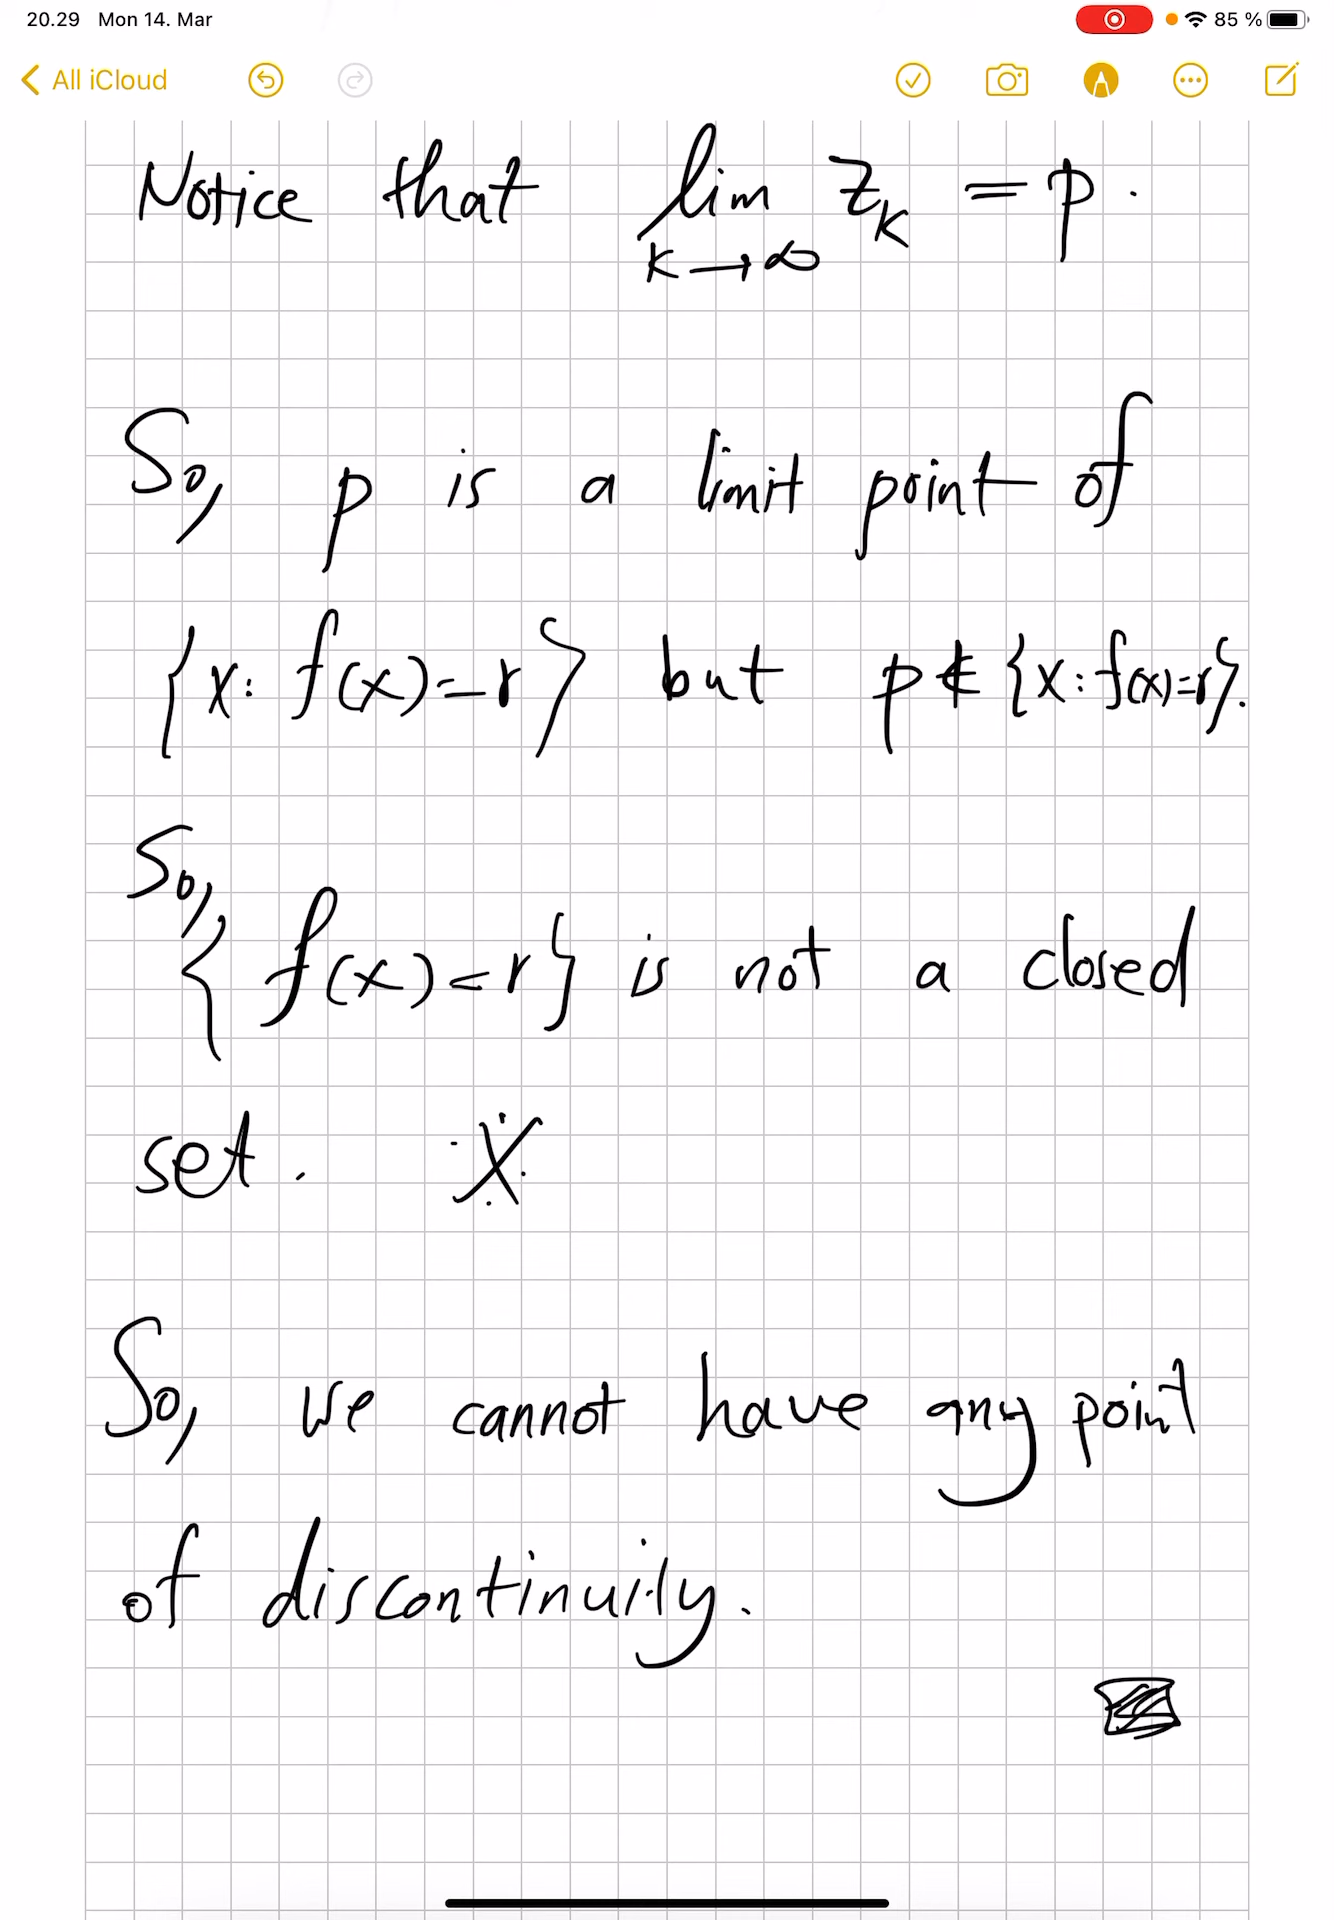 20.29 Mon 14. Mar 85 %
All iCloud
Notice that lim z_k = p.
k→∞
So, p is a limit point of
{x: f(x)=r} but p∉{x:f(x)=r}.
So,
{f(x)=r} is not a closed
set. ※
So, we cannot have any point
of discontinuity.